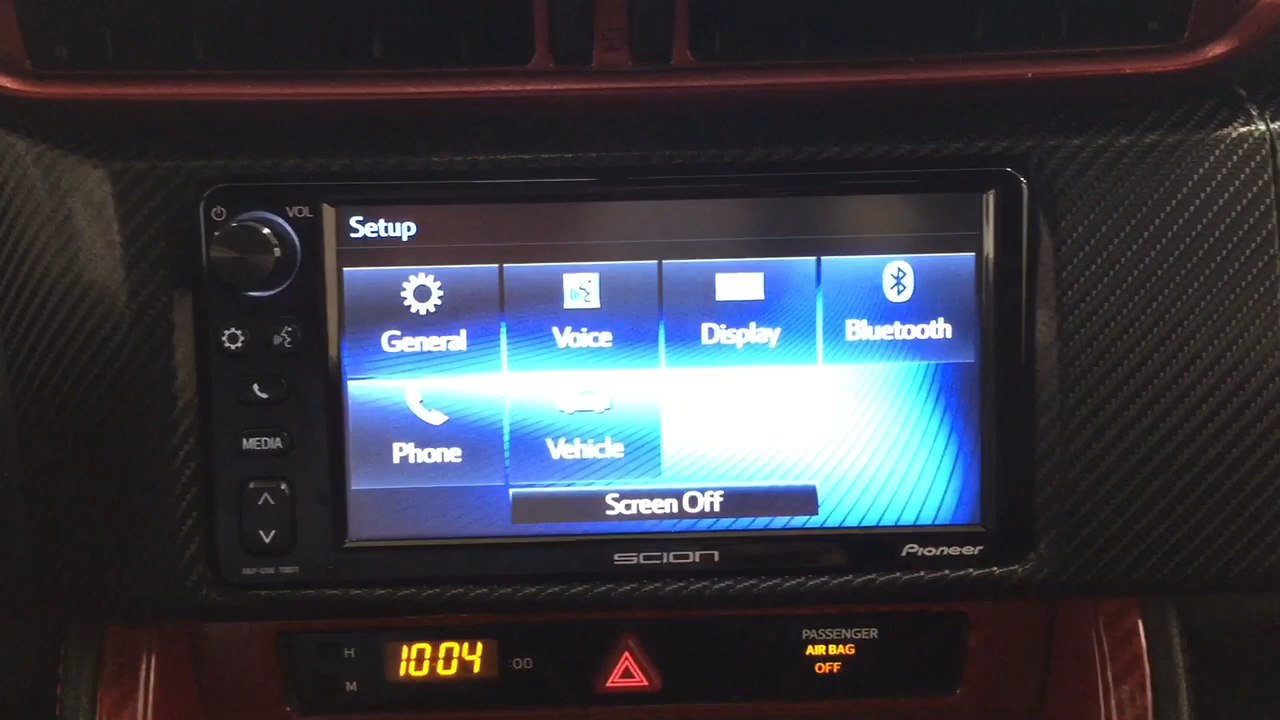 VOL
Setup
General Voice Display Bluetooth
MEDIA
Phone Vehicle
Screen Off
SCION Pioneer
H 10:04 :00 PASSENGER
AIR BAG
M OFF